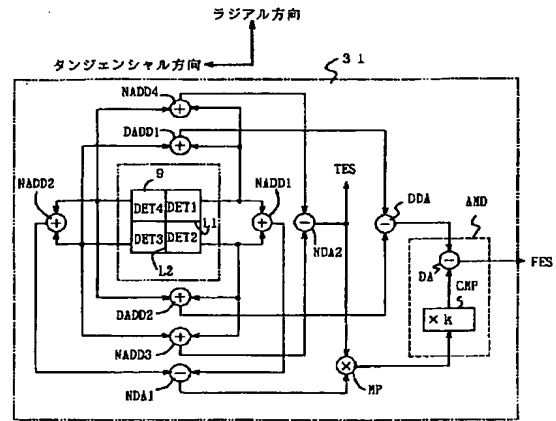 ラジアル方向
タンジェンシャル方向
31
NADD4
DADD1
TES
9
NADD2
NADD1
DDA
AMD
DET4
DET1
L1
DET3
DET2
NDA2
DA
FES
L2
CMP
DADD2
×k
NADD3
NDA1
MP